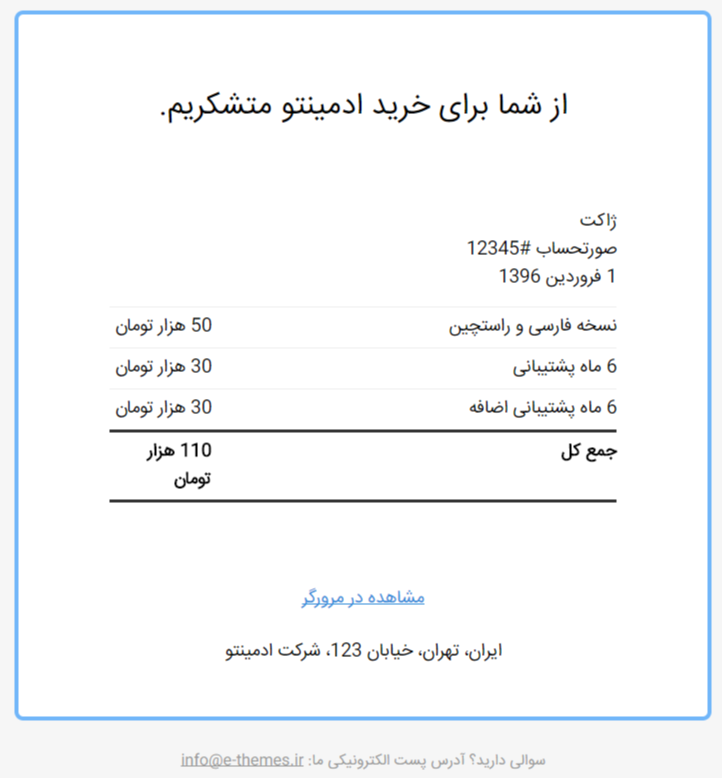 از شما برای خرید ادمینتو متشکریم.
ژاکت
صورتحساب #12345
1 فروردین 1396
نسخه فارسی و راستچین 50 هزار تومان
6 ماه پشتیبانی 30 هزار تومان
6 ماه پشتیبانی اضافه 30 هزار تومان
جمع کل 110 هزار
تومان
مشاهده در مرورگر
ایران، تهران، خیابان 123، شرکت ادمینتو
سوالی دارید؟ آدرس پست الکترونیکی ما: info@e-themes.ir